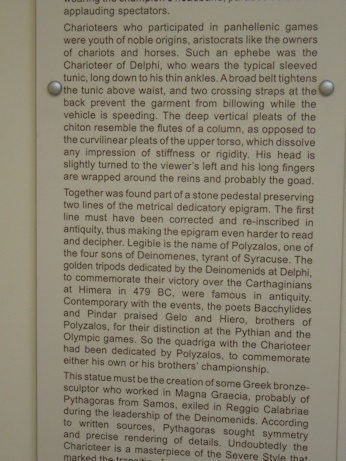 applauding spectators.
Charioteers who participated in panhellenic games
were youth of noble origins, aristocrats like the owners
of chariots and horses. Such an ephebe was the
Charioteer of Delphi, who wears the typical sleeved
tunic, long down to his thin ankles. A broad belt tightens
the tunic above waist, and two crossing straps at the
back prevent the garment from billowing while the
vehicle is speeding. The deep vertical pleats of the
chiton resemble the flutes of a column, as opposed to
the curvilinear pleats of the upper torso, which dissolve
any impression of stiffness or rigidity. His head is
slightly turned to the viewer's left and his long fingers
are wrapped around the reins and probably the goad.
Together was found part of a stone pedestal preserving
two lines of the metrical dedicatory epigram. The first
line must have been corrected and re-inscribed in
antiquity, thus making the epigram even harder to read
and decipher. Legible is the name of Polyzalos, one of
the four sons of Deinomenes, tyrant of Syracuse. The
golden tripods dedicated by the Deinomenids at Delphi,
to commemorate their victory over the Carthaginians
at Himera in 479 BC, were famous in antiquity.
Contemporary with the events, the poets Bacchylides
and Pindar praised Gelo and Hiero, brothers of
Polyzalos, for their distinction at the Pythian and the
Olympic games. So the quadriga with the Charioteer
had been dedicated by Polyzalos, to commemorate
either his own or his brothers' championship.
This statue must be the creation of some Greek bronze-
sculptor who worked in Magna Graecia, probably of
Pythagoras from Samos, exiled in Reggio Calabriae
during the leadership of the Deinomenids. According
to written sources, Pythagoras sought symmetry
and precise rendering of details. Undoubtedly the
Charioteer is a masterpiece of the Severe Style that
marked the